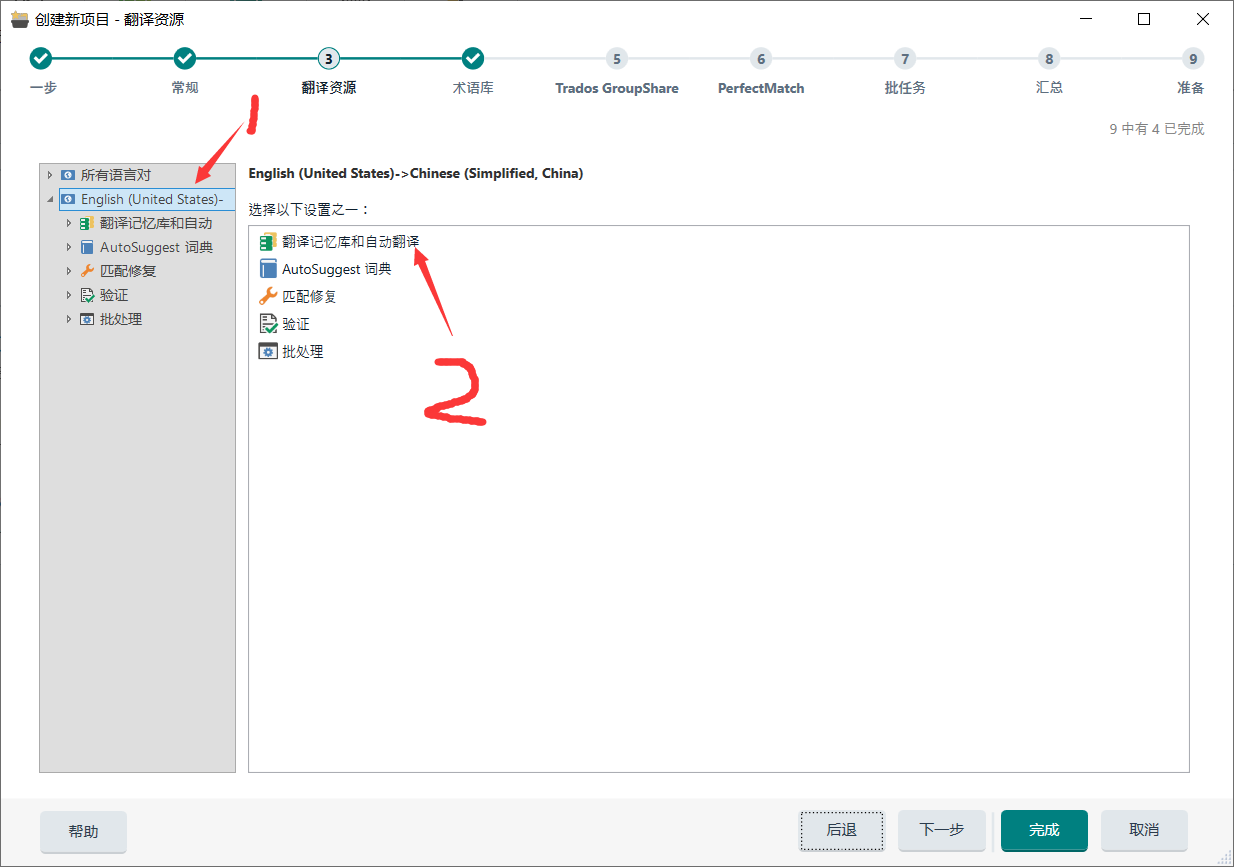 创建新项目 - 翻译资源
3 5 6 7 8 9
一步 常规 翻译资源 术语库 Trados GroupShare PerfectMatch 批任务 汇总 准备
9 中有 4 已完成
1
所有语言对
English (United States)-
翻译记忆库和自动
AutoSuggest 词典
匹配修复
验证
批处理
English (United States)->Chinese (Simplified, China)
选择以下设置之一：
翻译记忆库和自动翻译
AutoSuggest 词典
匹配修复
验证
批处理
2
帮助 后退 下一步 完成 取消